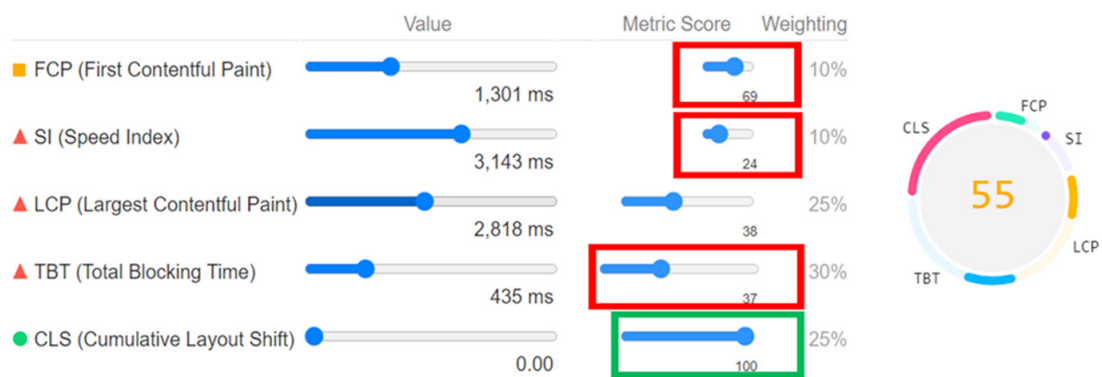 Value Metric Score Weighting
FCP (First Contentful Paint) 10%
1,301 ms 69
SI (Speed Index) 10%
3,143 ms 24
LCP (Largest Contentful Paint) 25%
2,818 ms 38
TBT (Total Blocking Time) 30%
435 ms 37
CLS (Cumulative Layout Shift) 25%
0.00 100
FCP
CLS
SI
55
LCP
TBT